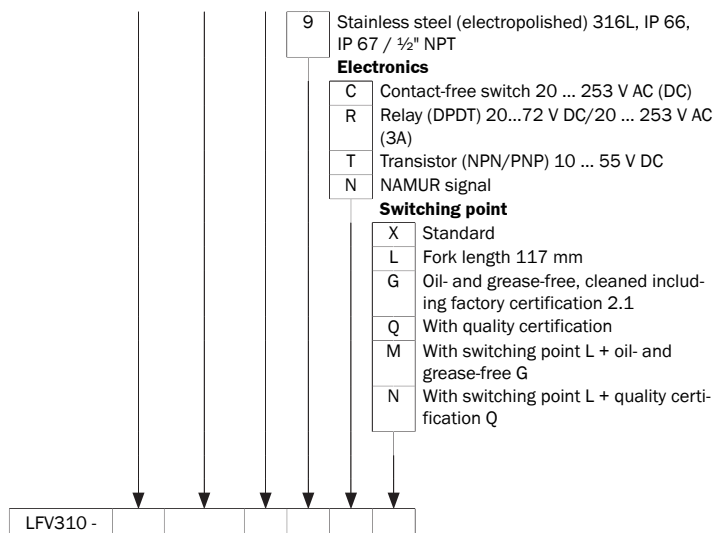 9 Stainless steel (electropolished) 316L, IP 66,
IP 67 / ½" NPT
Electronics
C Contact-free switch 20 ... 253 V AC (DC)
R Relay (DPDT) 20...72 V DC/20 ... 253 V AC
(3A)
T Transistor (NPN/PNP) 10 ... 55 V DC
N NAMUR signal
Switching point
X Standard
L Fork length 117 mm
G Oil- and grease-free, cleaned includ-
ing factory certification 2.1
Q With quality certification
M With switching point L + oil- and
grease-free G
N With switching point L + quality certi-
fication Q
LFV310 -